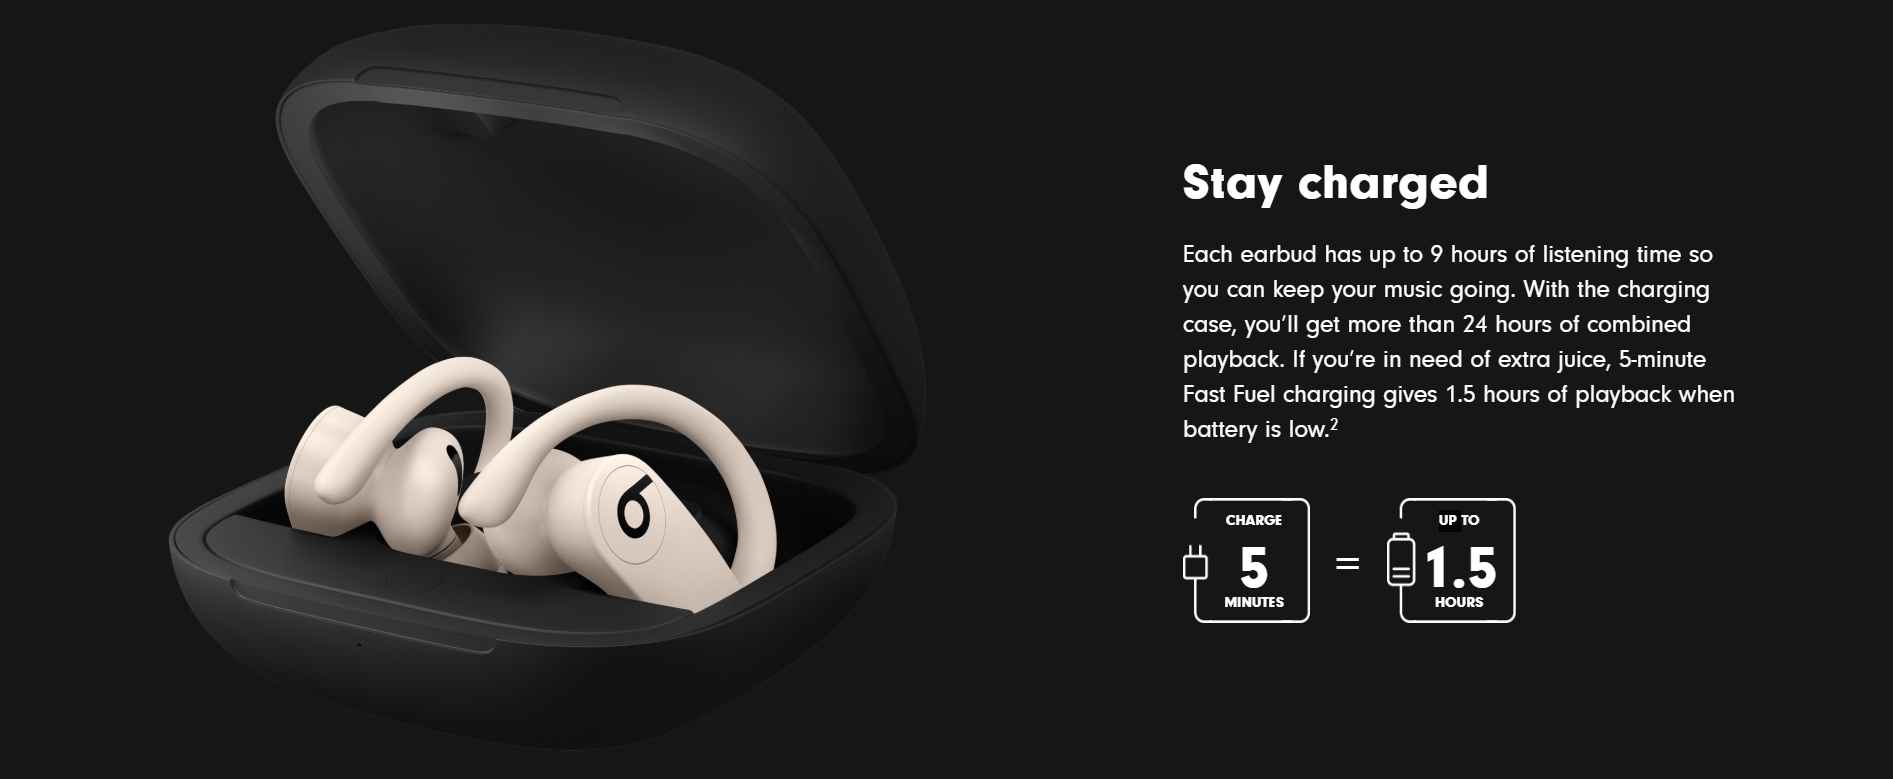 Stay charged
Each earbud has up to 9 hours of listening time so
you can keep your music going. With the charging
case, you’ll get more than 24 hours of combined
playback. If you’re in need of extra juice, 5-minute
Fast Fuel charging gives 1.5 hours of playback when
battery is low.²
CHARGE
5
MINUTES
=
UP TO
1.5
HOURS
b